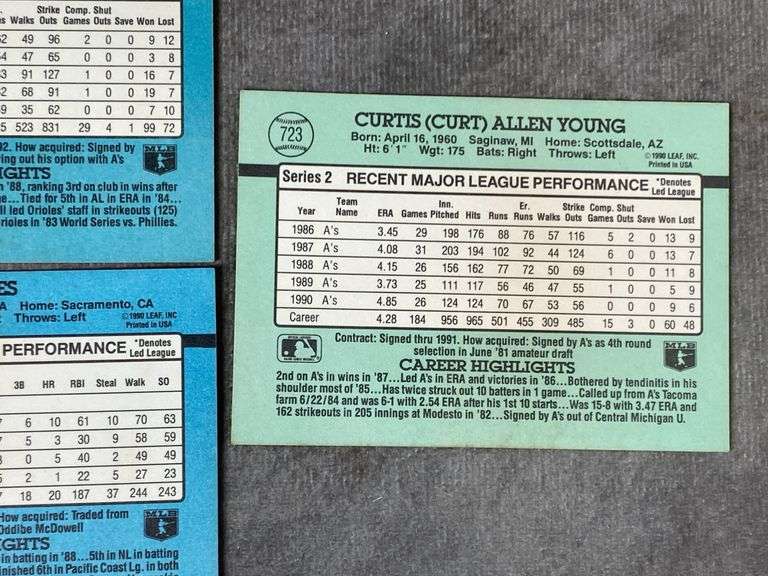 Strike Comp. Shut
Walks Outs Games Outs Save Won Lost
49 96 2 0 0 9 12
47 65 0 0 0 3 8
91 127 1 0 0 16 7
68 91 1 0 0 19 7
35 62 0 0 0 7 10
523 831 29 4 1 99 72
92. How acquired: Signed by
ring out his option with A's
MLB
IGHTS
'88, ranking 3rd on club in wins after
...Tied for 5th in AL in ERA in '84...
led Orioles' staff in strikeouts (125)
rioles in '83 World Series vs. Phillies.
ES
Home: Sacramento, CA
Throws: Left
©1990 LEAF, INC.
Printed in USA
PERFORMANCE *Denotes
Led League
3B HR RBI Steal Walk SO
6 10 61 10 70 63
5 3 30 9 58 59
0 5 40 2 49 49
2 1 22 5 27 23
18 20 187 37 244 243
How acquired: Traded from
Oddibe McDowell
MLB
IGHTS
in batting in '88...5th in NL in batting
inished 6th in Pacific Coast Lg. in both
723
CURTIS (CURT) ALLEN YOUNG
Born: April 16, 1960 Saginaw, MI Home: Scottsdale, AZ
Ht: 6' 1" Wgt: 175 Bats: Right Throws: Left
©1990 LEAF, INC.
Printed in USA
Series 2 RECENT MAJOR LEAGUE PERFORMANCE *Denotes
Led League
Team Inn. Er. Strike Comp. Shut
Year Name ERA Games Pitched Hits Runs Runs Walks Outs Games Outs Save Won Lost
1986 A's 3.45 29 198 176 88 76 57 116 5 2 0 13 9
1987 A's 4.08 31 203 194 102 92 44 124 6 0 0 13 7
1988 A's 4.15 26 156 162 77 72 50 69 1 0 0 11 8
1989 A's 3.73 25 111 117 56 46 47 55 1 0 0 5 9
1990 A's 4.85 26 124 124 70 67 53 56 0 0 0 9 6
Career 4.28 184 956 965 501 455 309 485 15 3 0 60 48
Contract: Signed thru 1991. How acquired: Signed by A's as 4th round
selection in June '81 amateur draft
MLB
CAREER HIGHLIGHTS
2nd on A's in wins in '87...Led A's in ERA and victories in '86...Bothered by tendinitis in his
shoulder most of '85...Has twice struck out 10 batters in 1 game...Called up from A's Tacoma
farm 6/22/84 and was 6-1 with 2.54 ERA after his 1st 10 starts...Was 15-8 with 3.47 ERA and
162 strikeouts in 205 innings at Modesto in '82...Signed by A's out of Central Michigan U.